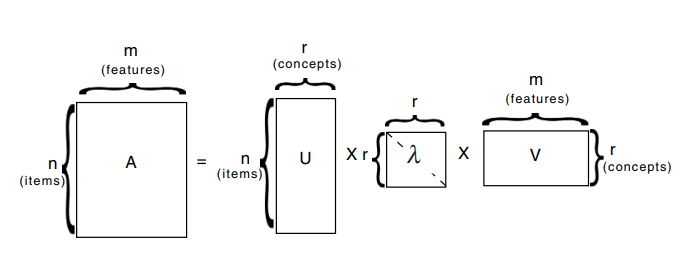 m
(features)
n
(items)
A
=
r
(concepts)
n
(items)
U
X r
r
λ
X
m
(features)
V
r
(concepts)